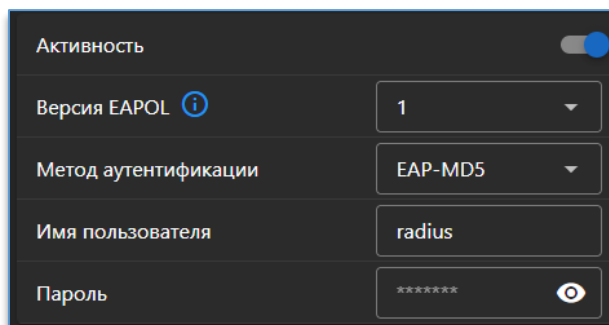 Активность
Версия EAPOL 1
Метод аутентификации EAP-MD5
Имя пользователя radius
Пароль *******